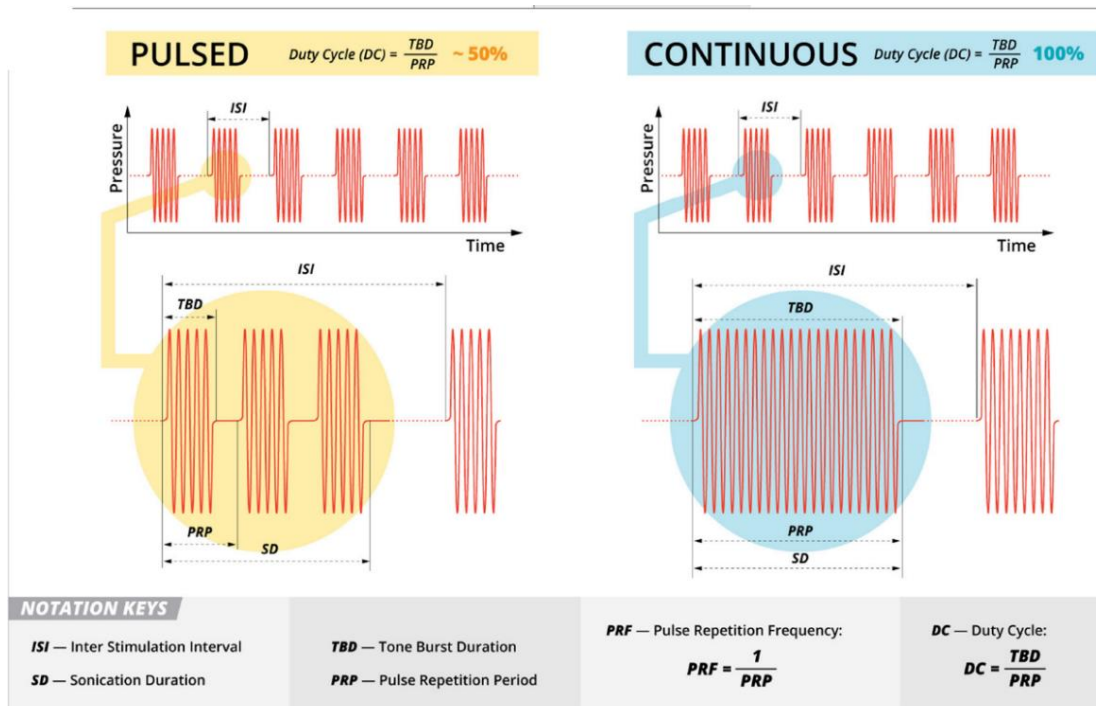 PULSED Duty Cycle (DC) = TBD / PRP ~ 50%
ISI
Pressure
Time
ISI
TBD
PRP
SD
CONTINUOUS Duty Cycle (DC) = TBD / PRP 100%
ISI
Pressure
Time
ISI
TBD
PRP
SD
NOTATION KEYS
ISI — Inter Stimulation Interval
SD — Sonication Duration
TBD — Tone Burst Duration
PRP — Pulse Repetition Period
PRF — Pulse Repetition Frequency:
PRF = 1 / PRP
DC — Duty Cycle:
DC = TBD / PRP